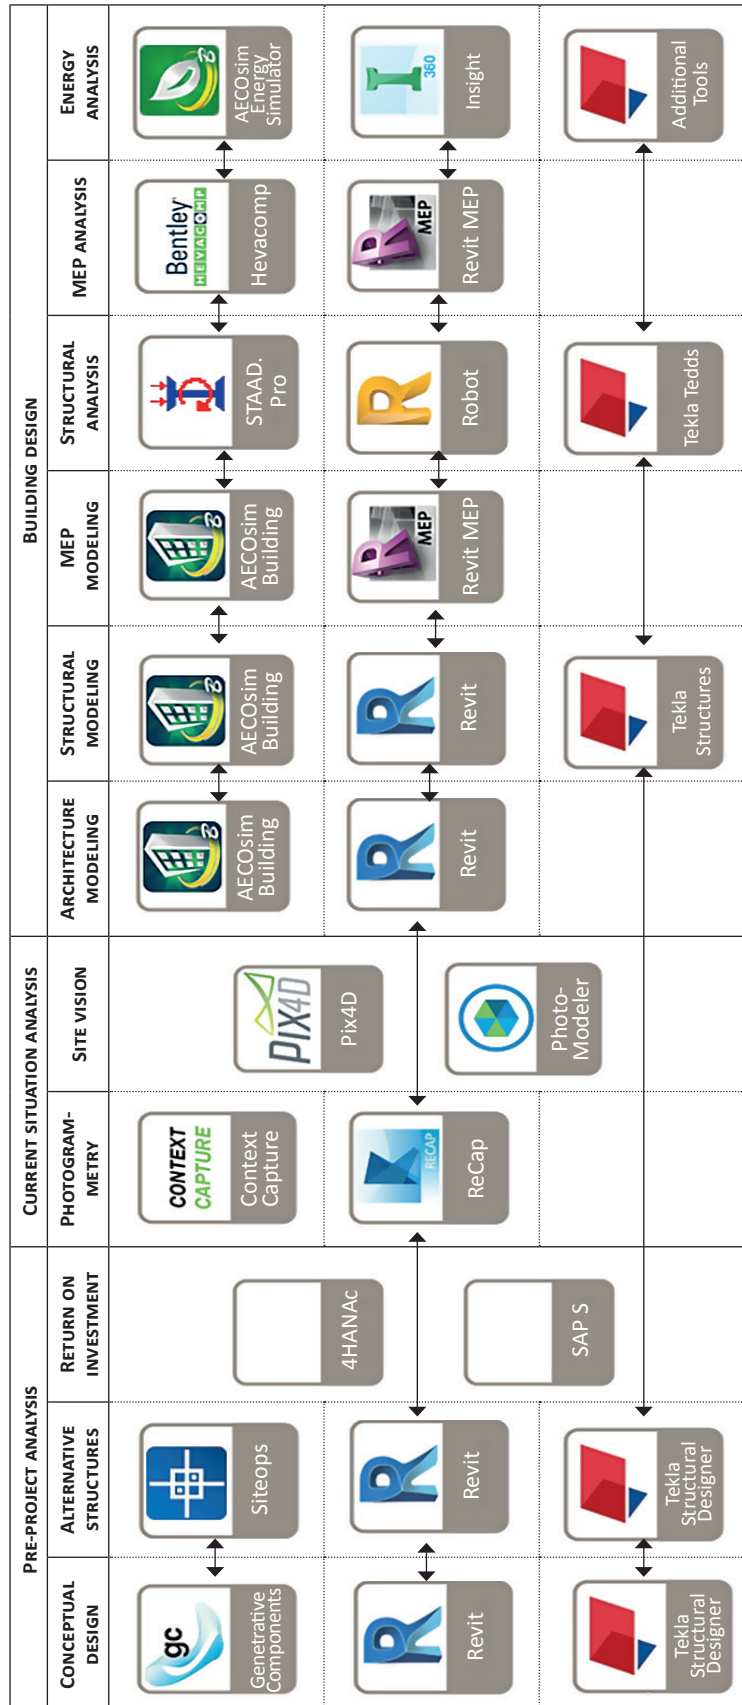 PRE-PROJECT ANALYSIS
CURRENT SITUATION ANALYSIS
BUILDING DESIGN
CONCEPTUAL
DESIGN
ALTERNATIVE
STRUCTURES
RETURN ON
INVESTMENT
PHOTOGRAM-
METRY
SITE VISION
ARCHITECTURE
MODELING
STRUCTURAL
MODELING
MEP
MODELING
STRUCTURAL
ANALYSIS
MEP ANALYSIS
ENERGY
ANALYSIS
gc
Genetrative
Components
Siteops
4HANAc
CONTEXT
CAPTURE
Context
Capture
PIX4D
Pix4D
AECOsim
Building
AECOsim
Building
AECOsim
Building
STAAD.
Pro
Bentley
HEVACOMP
Hevacomp
AECOsim
Energy
Simulator
Revit
Revit
SAP S
RECAP
ReCap
Photo-
Modeler
Revit
Revit
MEP
Revit MEP
Robot
MEP
Revit MEP
360
Insight
Tekla
Structural
Designer
Tekla
Structural
Designer
Tekla
Structures
Tekla Tedds
Additional
Tools